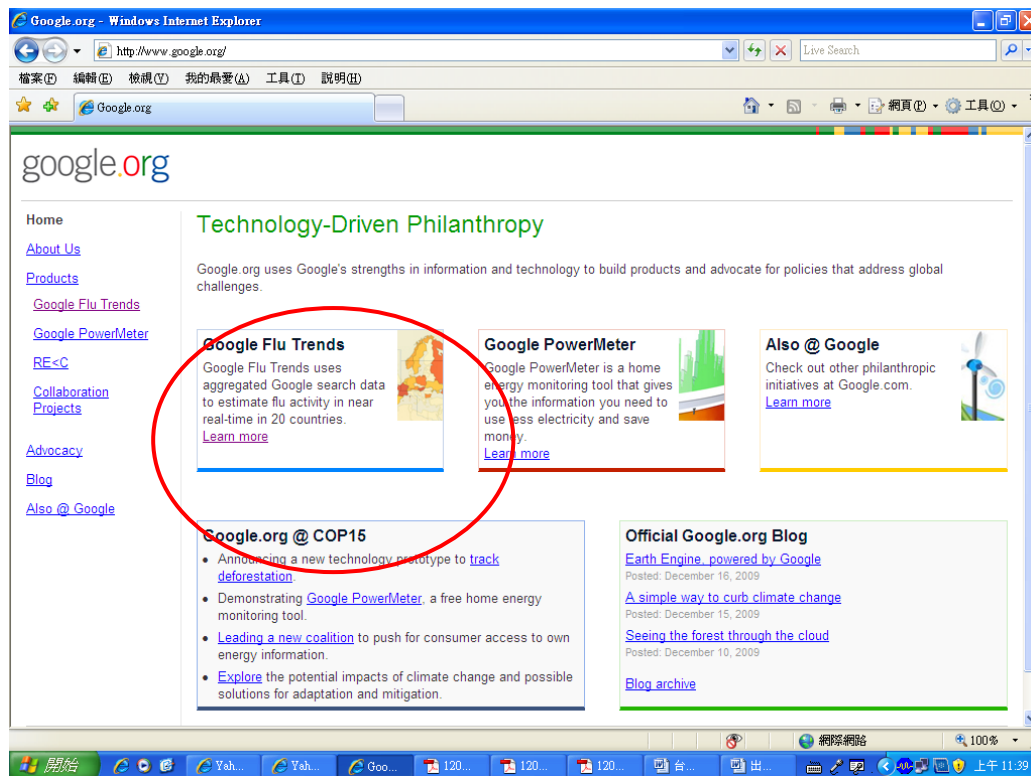 Google.org - Windows Internet Explorer
http://www.google.org/
Live Search
檔案(F) 編輯(E) 檢視(V) 我的最愛(A) 工具(T) 說明(H)
Google.org
網頁(P) 工具(O)
google.org
Home
About Us
Products
Google Flu Trends
Google PowerMeter
RE<C
Collaboration
Projects
Advocacy
Blog
Also @ Google
Technology-Driven Philanthropy
Google.org uses Google's strengths in information and technology to build products and advocate for policies that address global
challenges.
Google Flu Trends
Google Flu Trends uses
aggregated Google search data
to estimate flu activity in near
real-time in 20 countries.
Learn more
Google PowerMeter
Google PowerMeter is a home
energy monitoring tool that gives
you the information you need to
use less electricity and save
money.
Learn more
Also @ Google
Check out other philanthropic
initiatives at Google.com.
Learn more
Google.org @ COP15
Announcing a new technology prototype to track
deforestation.
Demonstrating Google PowerMeter, a free home energy
monitoring tool.
Leading a new coalition to push for consumer access to own
energy information.
Explore the potential impacts of climate change and possible
solutions for adaptation and mitigation.
Official Google.org Blog
Earth Engine, powered by Google
Posted: December 16, 2009
A simple way to curb climate change
Posted: December 15, 2009
Seeing the forest through the cloud
Posted: December 10, 2009
Blog archive
網際網路 100%
開始 Yah... Yah... Goo... 120... 120... 120... 台... 出... 上午 11:39